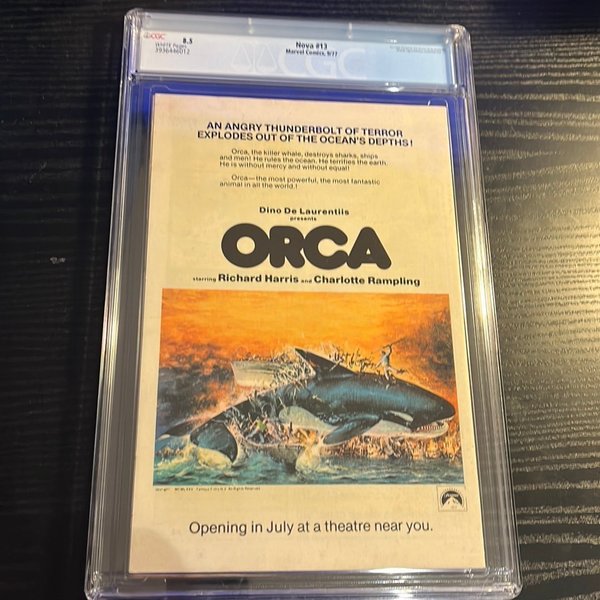 CGC 8.5 Nova #13
WHITE Pages Marvel Comics, 9/77
3936446012
CGC
AN ANGRY THUNDERBOLT OF TERROR
EXPLODES OUT OF THE OCEAN'S DEPTHS!
Orca, the killer whale, destroys sharks, ships
and men! He rules the ocean. He terrifies the earth.
He is without mercy and without equal!
Orca—the most powerful, the most fantastic
animal in all the world!
Dino De Laurentiis
presents
ORCA
starring Richard Harris and Charlotte Rampling
Opening in July at a theatre near you.